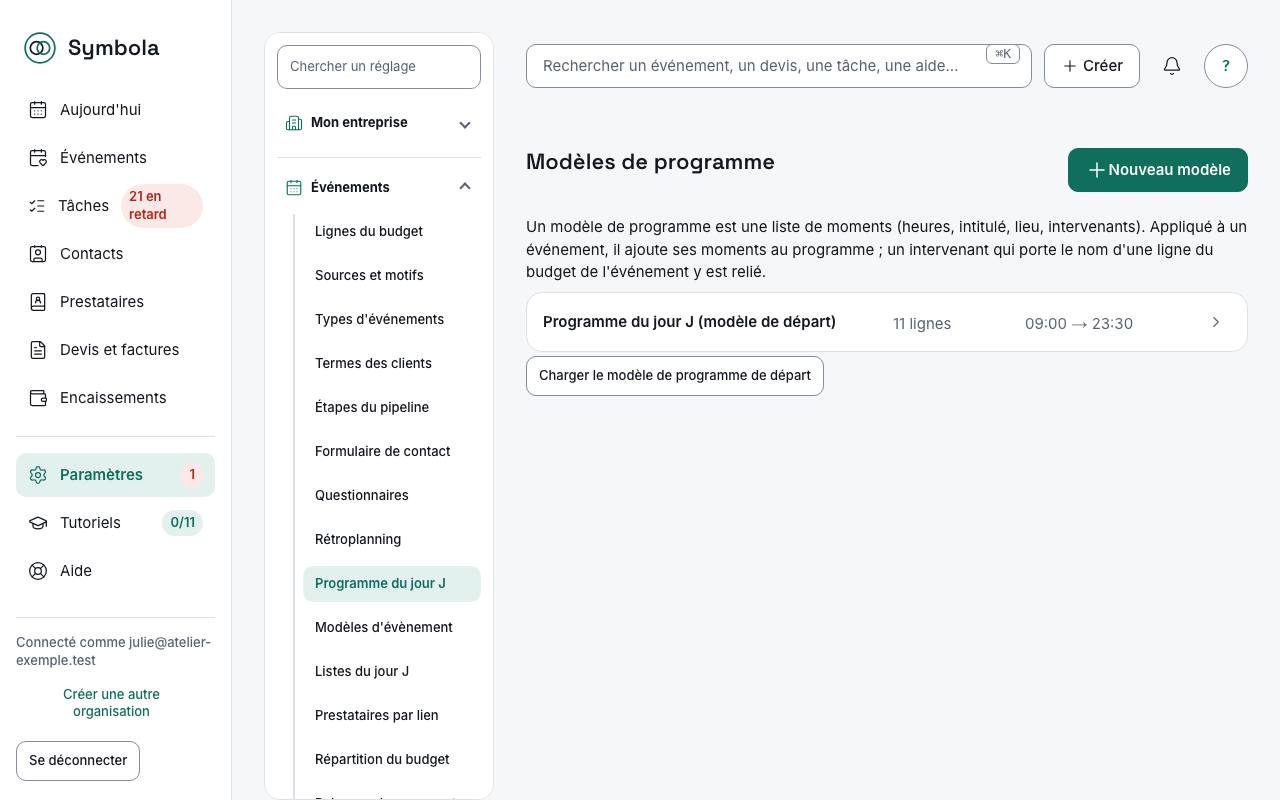 Symbola
Aujourd'hui
Événements
Tâches
21 en
retard
Contacts
Prestataires
Devis et factures
Encaissements
Paramètres
1
Tutoriels
0/11
Aide
Connecté comme julie@atelier-
exemple.test
Créer une autre
organisation
Se déconnecter
Chercher un réglage
Mon entreprise
Événements
Lignes du budget
Sources et motifs
Types d'événements
Termes des clients
Étapes du pipeline
Formulaire de contact
Questionnaires
Rétroplanning
Programme du jour J
Modèles d'évènement
Listes du jour J
Prestataires par lien
Répartition du budget
Rechercher un événement, un devis, une tâche, une aide...
⌘K
Créer
?
Modèles de programme
Nouveau modèle
Un modèle de programme est une liste de moments (heures, intitulé, lieu, intervenants). Appliqué à un
événement, il ajoute ses moments au programme ; un intervenant qui porte le nom d'une ligne du
budget de l'événement y est relié.
Programme du jour J (modèle de départ)
11 lignes
09:00 → 23:30
Charger le modèle de programme de départ